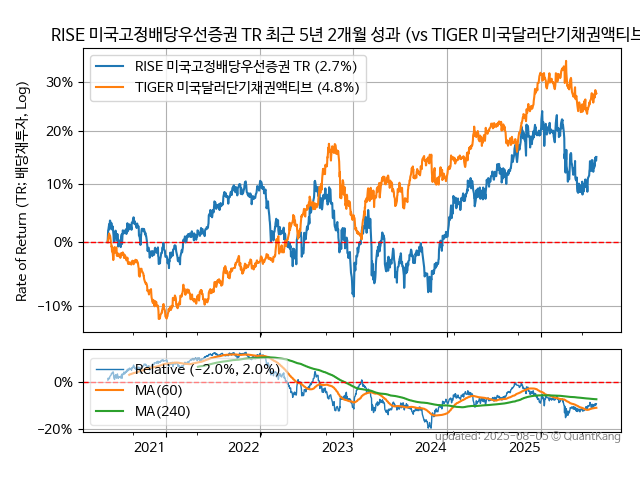 RISE 미국고정배당우선증권 TR 최근 5년 2개월 성과 (vs TIGER 미국달러단기채권액티브
Rate of Return (TR: 배당재투자, Log)
RISE 미국고정배당우선증권 TR (2.7%)
TIGER 미국달러단기채권액티브 (4.8%)
30%
20%
10%
0%
−10%
Relative (−2.0%, 2.0%)
MA(60)
MA(240)
0%
−20%
2021 2022 2023 2024 2025
updated: 2025-08-05 © QuantKang